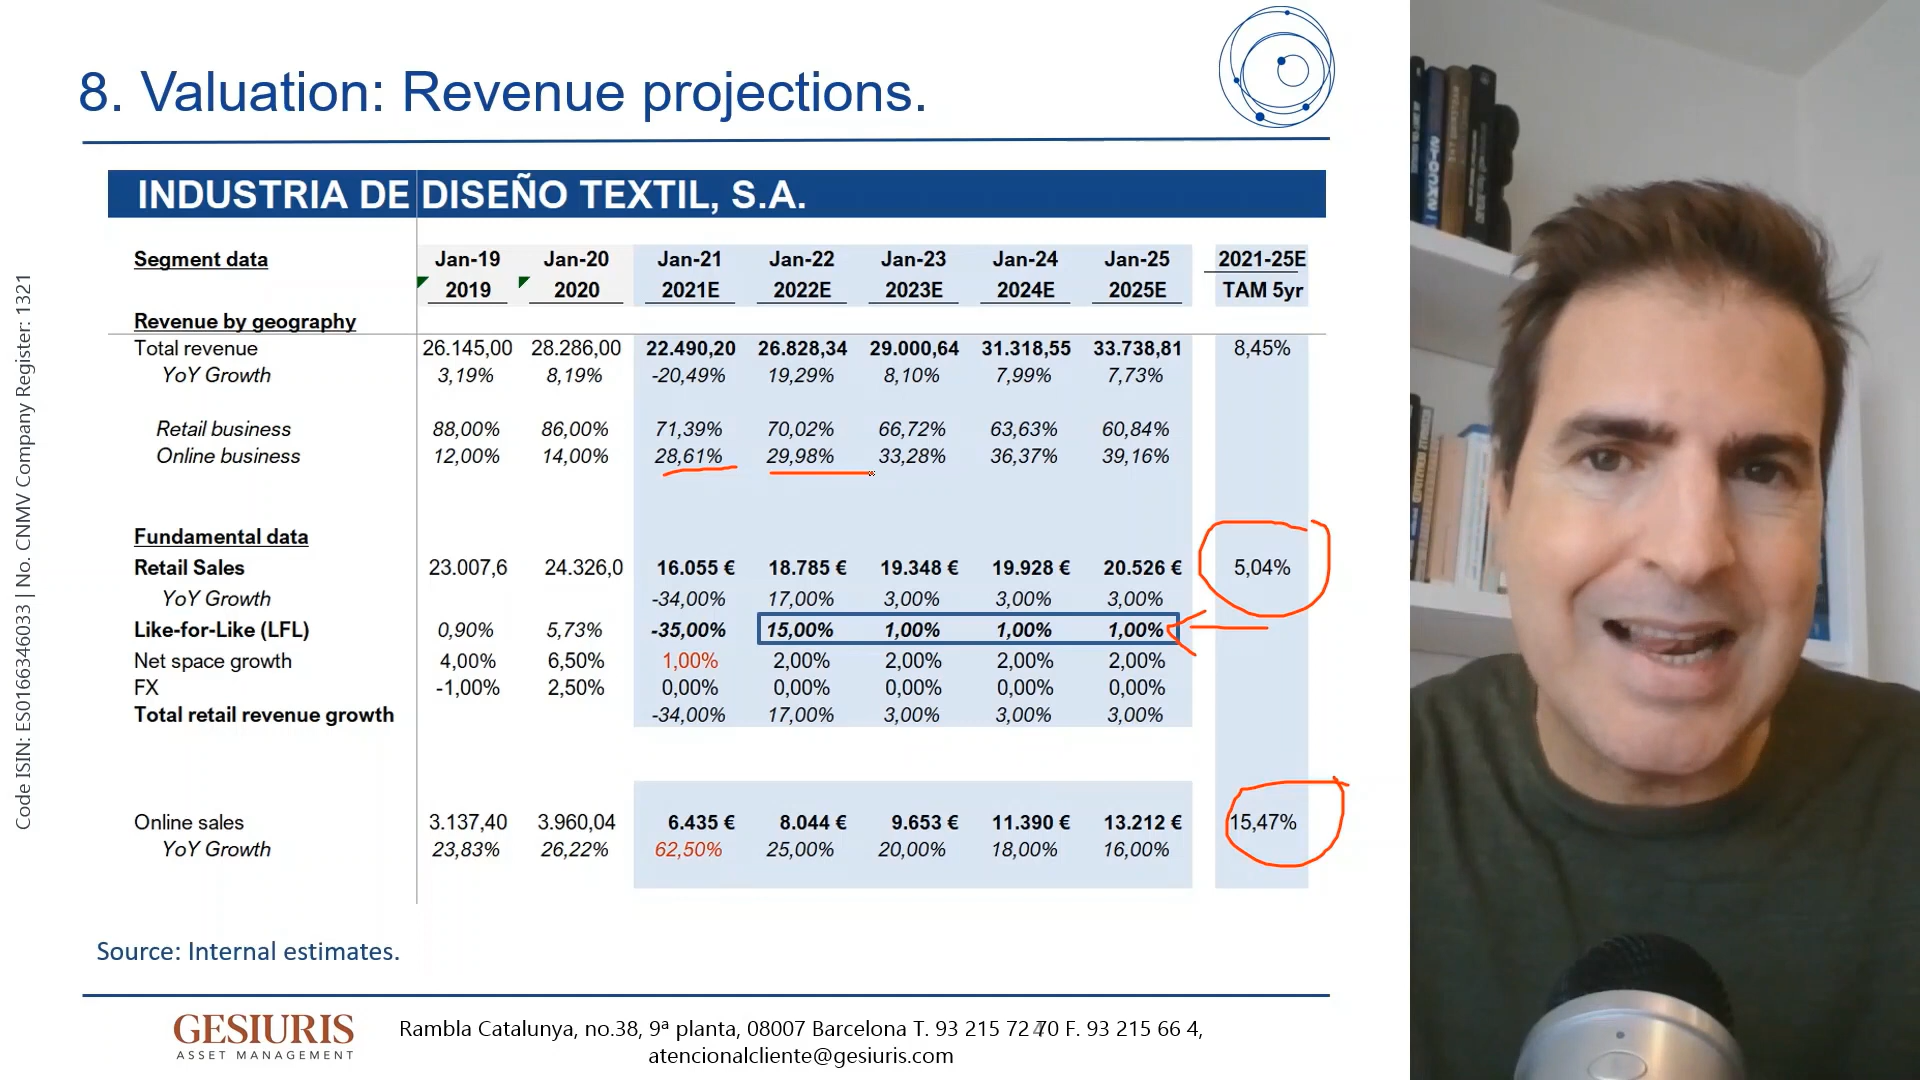 8. Valuation: Revenue projections.
Code ISIN: ES0166346033 | No. CNMV Company Register: 1321
INDUSTRIA DE DISEÑO TEXTIL, S.A.
Segment data Jan-19 Jan-20 Jan-21 Jan-22 Jan-23 Jan-24 Jan-25 2021-25E
2019 2020 2021E 2022E 2023E 2024E 2025E TAM 5yr
Revenue by geography
Total revenue 26.145,00 28.286,00 22.490,20 26.828,34 29.000,64 31.318,55 33.738,81 8,45%
YoY Growth 3,19% 8,19% -20,49% 19,29% 8,10% 7,99% 7,73%
Retail business 88,00% 86,00% 71,39% 70,02% 66,72% 63,63% 60,84%
Online business 12,00% 14,00% 28,61% 29,98% 33,28% 36,37% 39,16%
Fundamental data
Retail Sales 23.007,6 24.326,0 16.055 € 18.785 € 19.348 € 19.928 € 20.526 € 5,04%
YoY Growth -34,00% 17,00% 3,00% 3,00% 3,00%
Like-for-Like (LFL) 0,90% 5,73% -35,00% 15,00% 1,00% 1,00% 1,00%
Net space growth 4,00% 6,50% 1,00% 2,00% 2,00% 2,00% 2,00%
FX -1,00% 2,50% 0,00% 0,00% 0,00% 0,00% 0,00%
Total retail revenue growth -34,00% 17,00% 3,00% 3,00% 3,00%
Online sales 3.137,40 3.960,04 6.435 € 8.044 € 9.653 € 11.390 € 13.212 € 15,47%
YoY Growth 23,83% 26,22% 62,50% 25,00% 20,00% 18,00% 16,00%
Source: Internal estimates.
GESIURIS
ASSET MANAGEMENT
Rambla Catalunya, no.38, 9ª planta, 08007 Barcelona T. 93 215 72 70 F. 93 215 66 4,
atencionalcliente@gesiuris.com